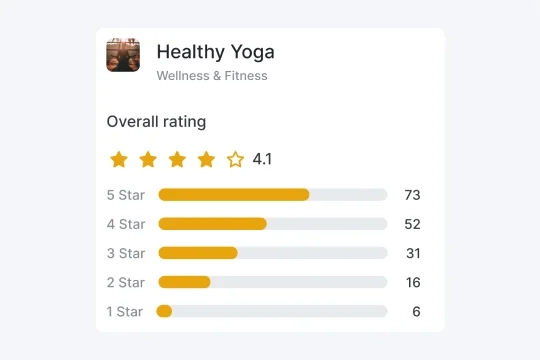 Healthy Yoga
Wellness & Fitness
Overall rating
4.1
5 Star 73
4 Star 52
3 Star 31
2 Star 16
1 Star 6